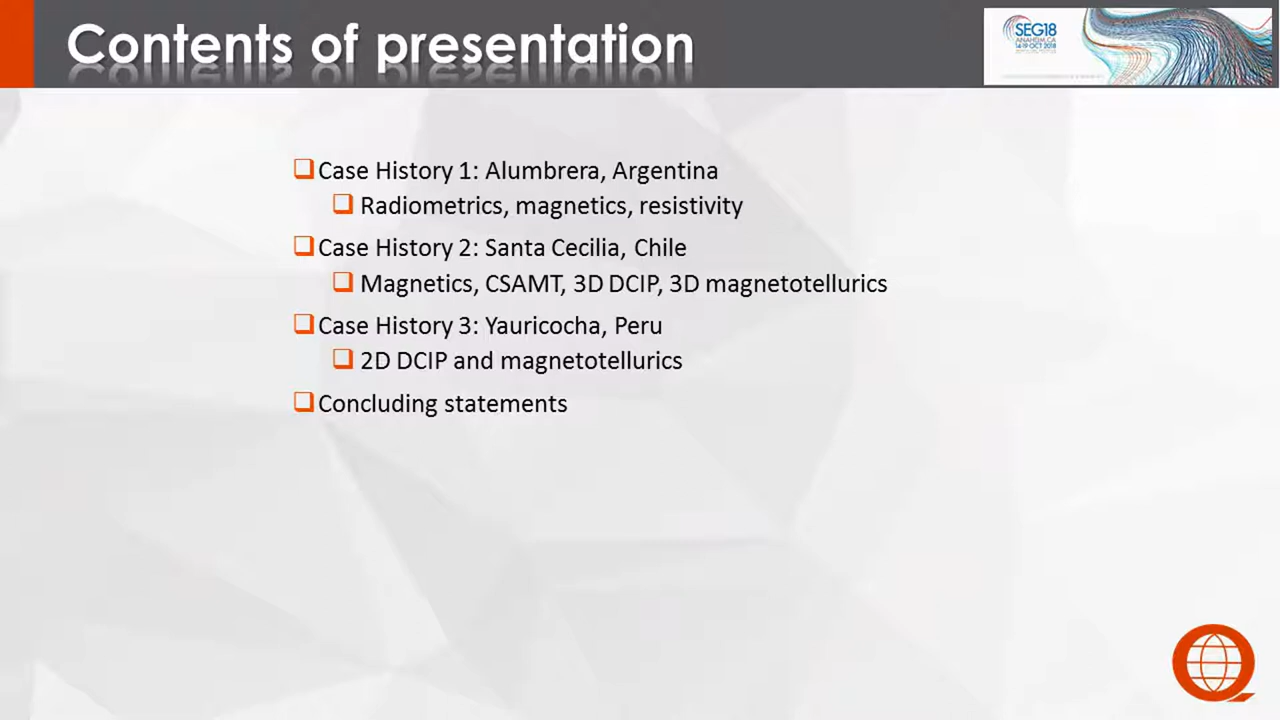 Contents of presentation
SEG18
ANAHEIM, CA
14-19 OCT 2018
Case History 1: Alumbrera, Argentina
Radiometrics, magnetics, resistivity
Case History 2: Santa Cecilia, Chile
Magnetics, CSAMT, 3D DCIP, 3D magnetotellurics
Case History 3: Yauricocha, Peru
2D DCIP and magnetotellurics
Concluding statements